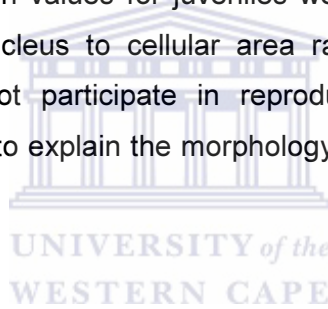 n values for juveniles we
cleus to cellular area ra
ot participate in reprodu
to explain the morphology
UNIVERSITY of the
WESTERN CAPE